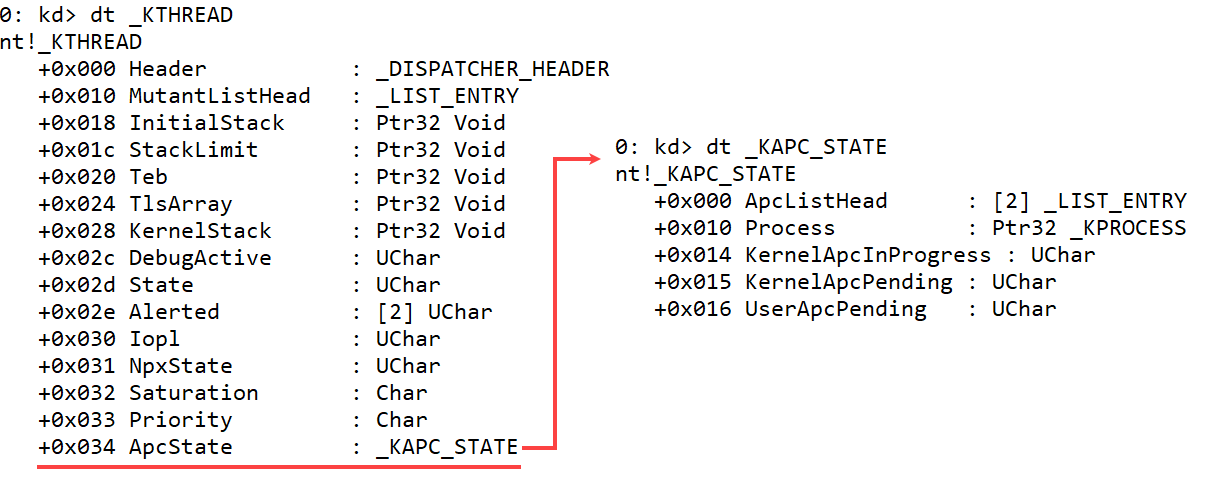 0: kd> dt _KTHREAD
nt!_KTHREAD
+0x000 Header : _DISPATCHER_HEADER
+0x010 MutantListHead : _LIST_ENTRY
+0x018 InitialStack : Ptr32 Void
+0x01c StackLimit : Ptr32 Void
+0x020 Teb : Ptr32 Void
+0x024 TlsArray : Ptr32 Void
+0x028 KernelStack : Ptr32 Void
+0x02c DebugActive : UChar
+0x02d State : UChar
+0x02e Alerted : [2] UChar
+0x030 Iopl : UChar
+0x031 NpxState : UChar
+0x032 Saturation : Char
+0x033 Priority : Char
+0x034 ApcState : _KAPC_STATE
0: kd> dt _KAPC_STATE
nt!_KAPC_STATE
+0x000 ApcListHead : [2] _LIST_ENTRY
+0x010 Process : Ptr32 _KPROCESS
+0x014 KernelApcInProgress : UChar
+0x015 KernelApcPending : UChar
+0x016 UserApcPending : UChar